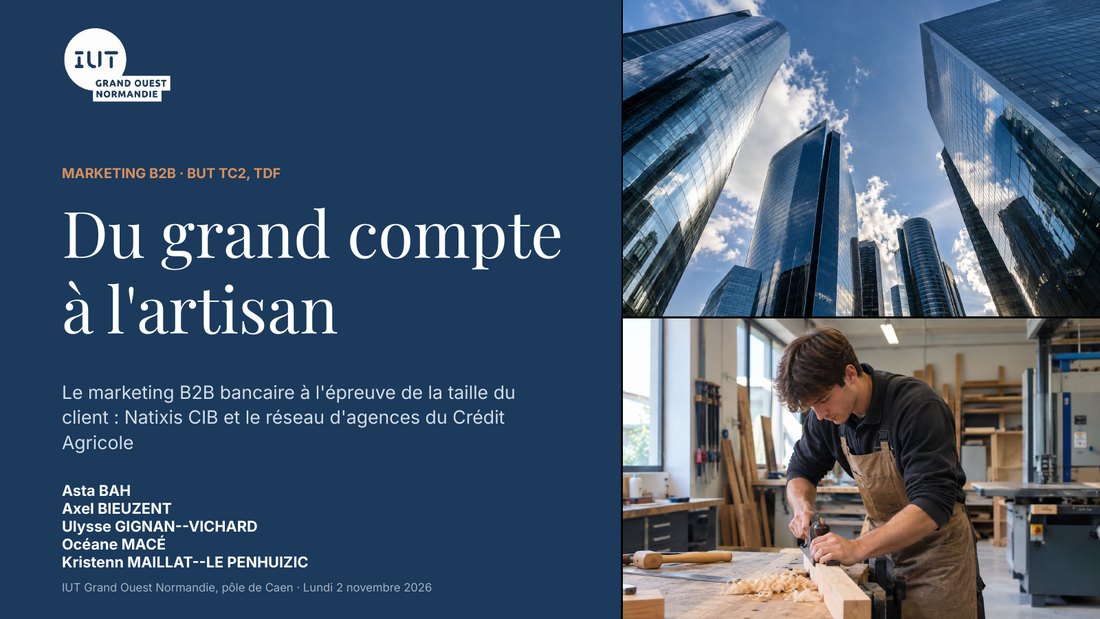 IUT
GRAND OUEST
NORMANDIE
MARKETING B2B · BUT TC2, TDF
Du grand compte
à l'artisan
Le marketing B2B bancaire à l'épreuve de la taille du
client : Natixis CIB et le réseau d'agences du Crédit
Agricole
Asta BAH
Axel BIEUZENT
Ulysse GIGNAN--VICHARD
Océane MACÉ
Kristenn MAILLAT--LE PENHUIZIC
IUT Grand Ouest Normandie, pôle de Caen · Lundi 2 novembre 2026